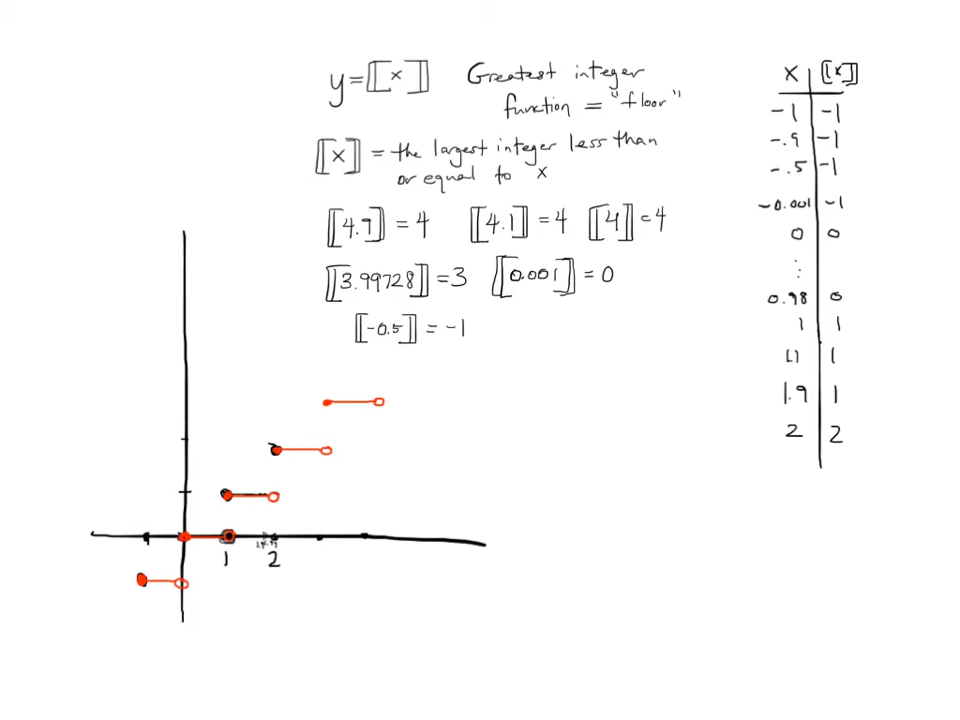 y=⟦x⟧ Greatest integer
function = "floor"
⟦x⟧ = the largest integer less than
or equal to x
⟦4.9⟧ = 4 ⟦4.1⟧ = 4 ⟦4⟧ = 4
⟦3.99728⟧ = 3 ⟦0.001⟧ = 0
⟦-0.5⟧ = -1
x ⟦x⟧
-1 -1
-.9 -1
-.5 -1
-0.001 -1
0 0
⋮
0.98 0
1 1
1.1 1
1.9 1
2 2
1 2